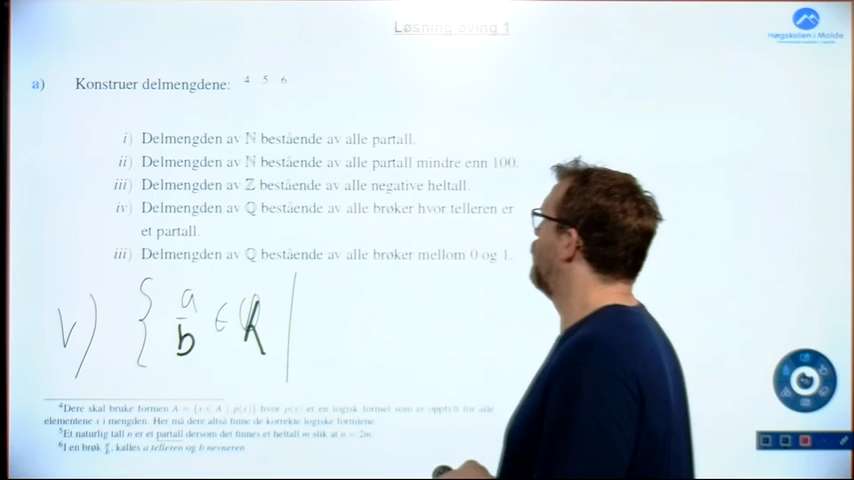 Løsning øving 1
Høgskolen i Molde
a) Konstruer delmengdene: 4 5 6
i) Delmengden av ℕ bestående av alle partall.
ii) Delmengden av ℕ bestående av alle partall mindre enn 100.
iii) Delmengden av ℤ bestående av alle negative heltall.
iv) Delmengden av ℚ bestående av alle brøker hvor telleren er
et partall.
iii) Delmengden av ℚ bestående av alle brøker mellom 0 og 1.
v) { a/b ∈ |
4Dere skal bruke formen A = {x ∈ A | p(x)} hvor p(x) er en logisk formel som er oppfylt for alle
elementene x i mengden. Her må dere altså finne de korrekte logiske formlene.
5Et naturlig tall n er et partall dersom det finnes et heltall m slik at n = 2m.
6I en brøk a/b, kalles a telleren og b nevneren